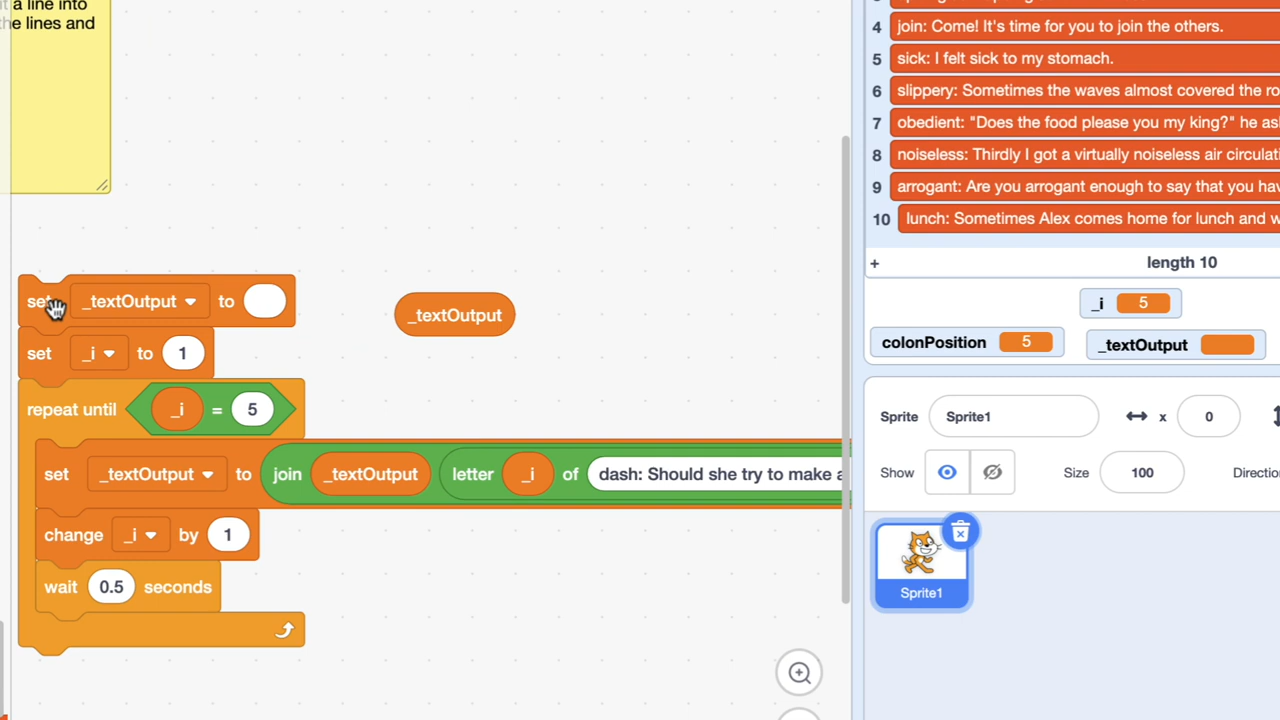 it a line into
he lines and
set _textOutput to
set _i to 1
repeat until _i = 5
set _textOutput to join _textOutput letter _i of dash: Should she try to make a
change _i by 1
wait 0.5 seconds
_textOutput
4 join: Come! It's time for you to join the others.
5 sick: I felt sick to my stomach.
6 slippery: Sometimes the waves almost covered the ro
7 obedient: "Does the food please you my king?" he as
8 noiseless: Thirdly I got a virtually noiseless air circulati
9 arrogant: Are you arrogant enough to say that you hav
10 lunch: Sometimes Alex comes home for lunch and w
+ length 10
_i 5
colonPosition 5 _textOutput
Sprite Sprite1 x 0
Show Size 100 Directio
Sprite1